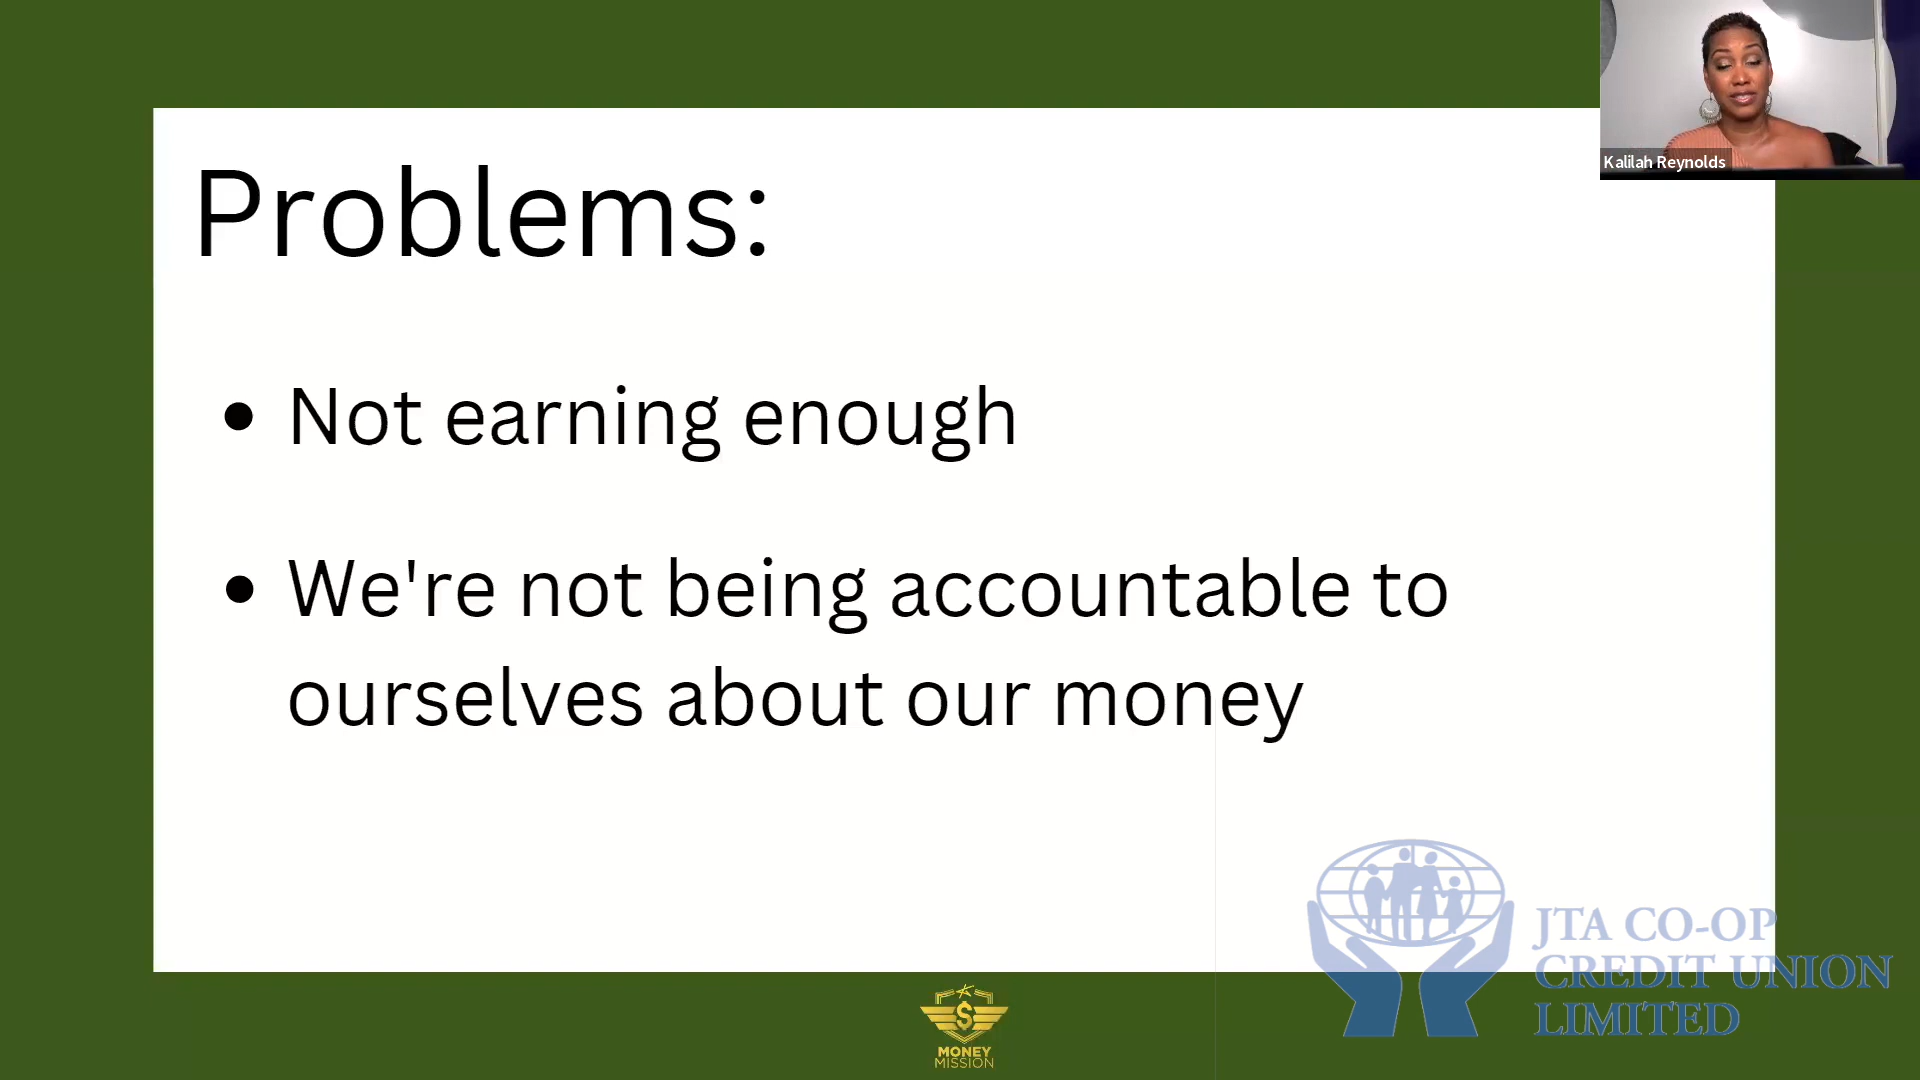 Problems:
Kalilah Reynolds
• Not earning enough
• We're not being accountable to
ourselves about our money
JTA CO-OP
CREDIT UNION
LIMITED
$
MONEY
MISSION